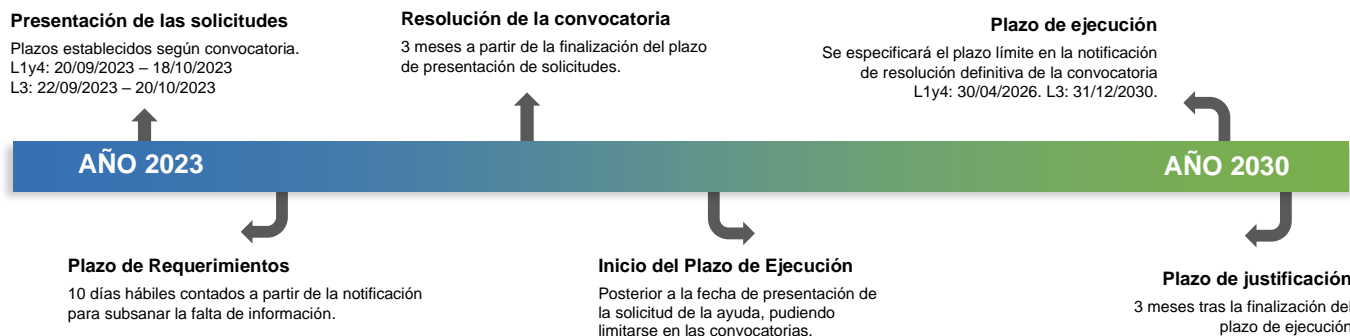 Presentación de las solicitudes
Plazos establecidos según convocatoria.
L1y4: 20/09/2023 – 18/10/2023
L3: 22/09/2023 – 20/10/2023
Resolución de la convocatoria
3 meses a partir de la finalización del plazo
de presentación de solicitudes.
Plazo de ejecución
Se especificará el plazo límite en la notificación
de resolución definitiva de la convocatoria
L1y4: 30/04/2026. L3: 31/12/2030.
AÑO 2023
AÑO 2030
Plazo de Requerimientos
10 días hábiles contados a partir de la notificación
para subsanar la falta de información.
Inicio del Plazo de Ejecución
Posterior a la fecha de presentación de
la solicitud de la ayuda, pudiendo
limitarse en las convocatorias.
Plazo de justificación
3 meses tras la finalización del
plazo de ejecución